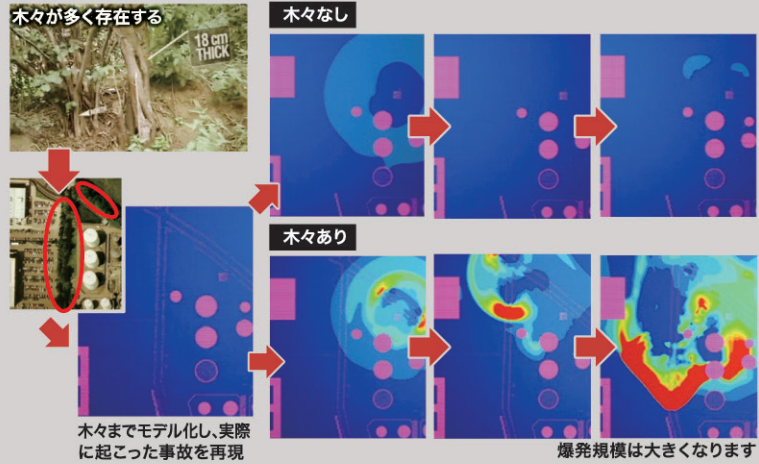 木々が多く存在する
18 cm
THICK
木々なし
木々あり
木々までモデル化し、実際
に起こった事故を再現
爆発規模は大きくなります